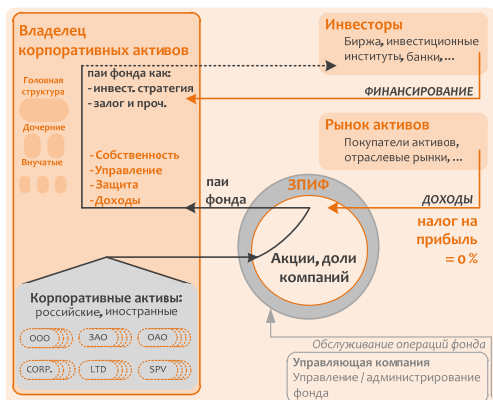 Владелец
корпоративных активов
паи фонда как:
- инвест. стратегия
- залог и проч.
Головная
структура
Дочерние
Внучатые
- Собственность
- Управление
- Защита
- Доходы
Инвесторы
Биржа, инвестиционные
институты, банки, ...
ФИНАНСИРОВАНИЕ
Рынок активов
Покупатели активов,
отраслевые рынки, ...
ДОХОДЫ
налог на
прибыль
= 0 %
паи
фонда
ЗПИФ
Акции, доли
компаний
Корпоративные активы:
российские, иностранные
ООО ЗАО ОАО
CORP. LTD SPV
Обслуживание операций фонда
Управляющая компания
Управление / администрирование
фонда